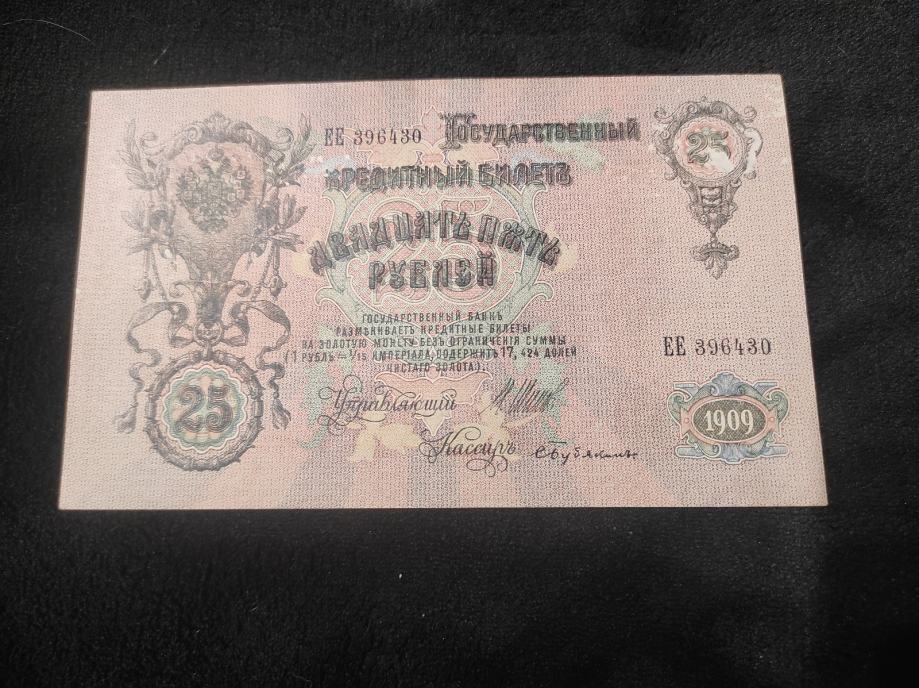 ЕЕ 396430
Государственный
25
кредитный билетъ
25
двадцать пять
рублей
Государственный Банкъ
размѣниваетъ кредитные билеты
на золотую монету безъ ограниченія суммы
(1 рубль = 1/15 имперіала, содержитъ 17, 424 долей
чистаго золота).
ЕЕ 396430
Управляющій
25
1909
Кассиръ